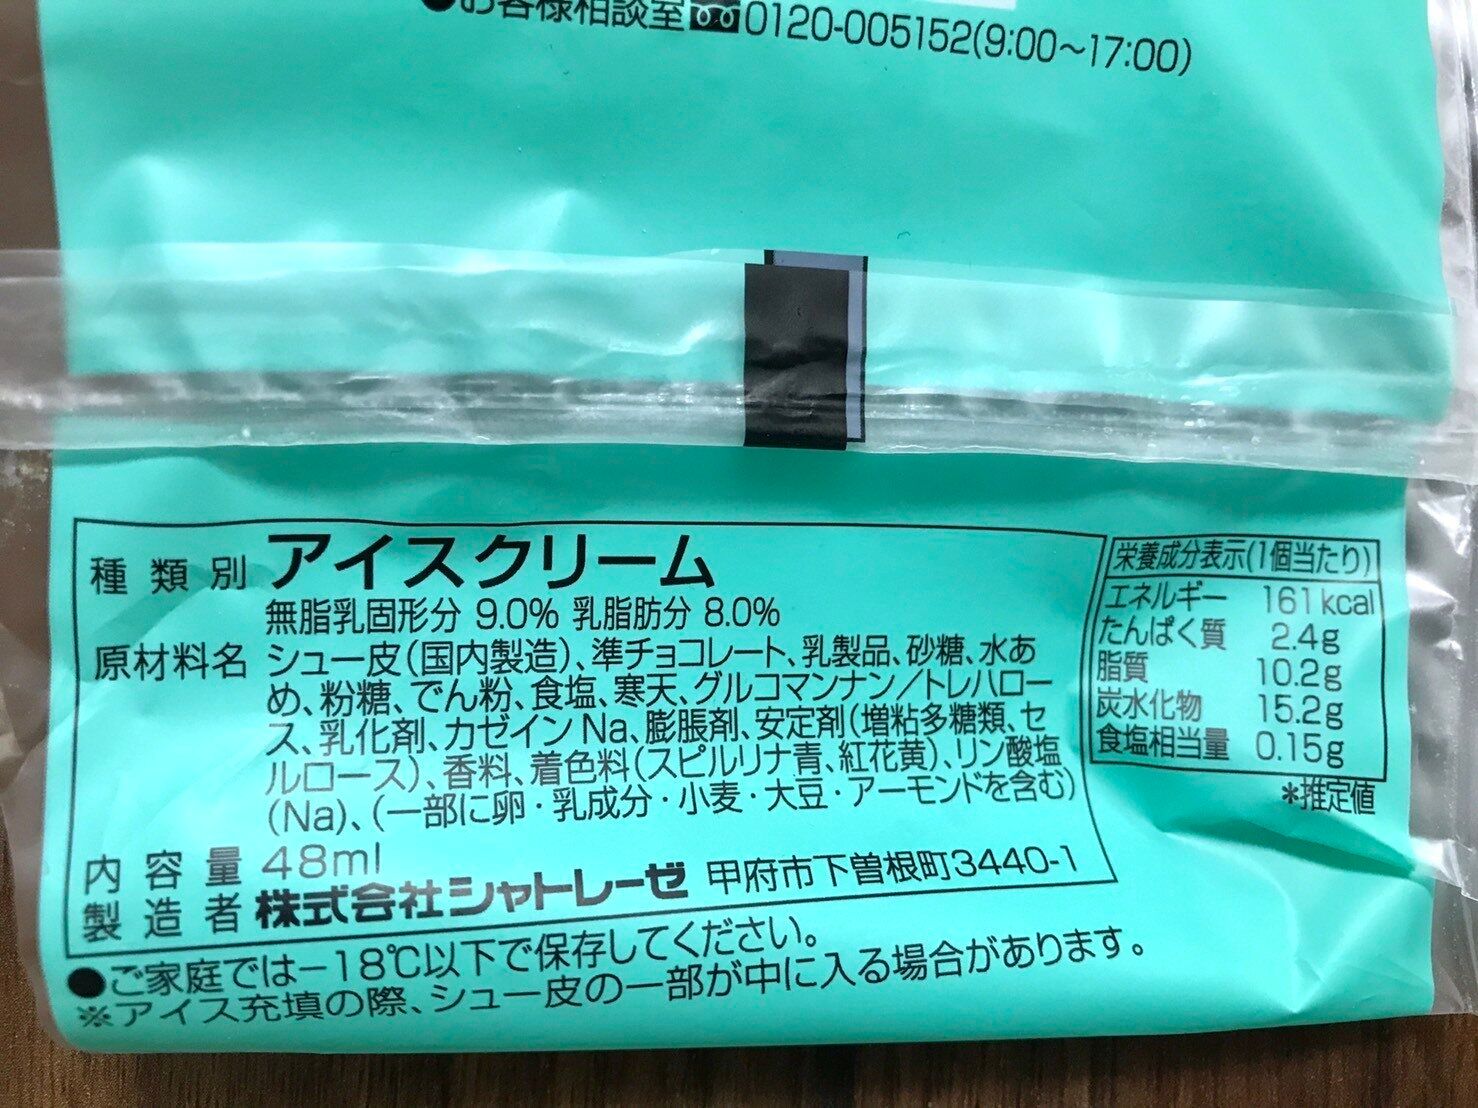 ●お客様相談室 0120-005152(9:00～17:00)
種類別 アイスクリーム
無脂乳固形分 9.0% 乳脂肪分 8.0%
原材料名 シュー皮(国内製造)、準チョコレート、乳製品、砂糖、水あ
め、粉糖、でん粉、食塩、寒天、グルコマンナン／トレハロー
ス、乳化剤、カゼインNa、膨脹剤、安定剤(増粘多糖類、セ
ルロース)、香料、着色料(スピルリナ青、紅花黄)、リン酸塩
(Na)、(一部に卵・乳成分・小麦・大豆・アーモンドを含む)
内容量 48ml
製造者 株式会社シャトレーゼ 甲府市下曽根町3440-1
栄養成分表示(1個当たり)
エネルギー 161kcal
たんぱく質 2.4g
脂質 10.2g
炭水化物 15.2g
食塩相当量 0.15g
*推定値
●ご家庭では-18℃以下で保存してください。
※アイス充填の際、シュー皮の一部が中に入る場合があります。